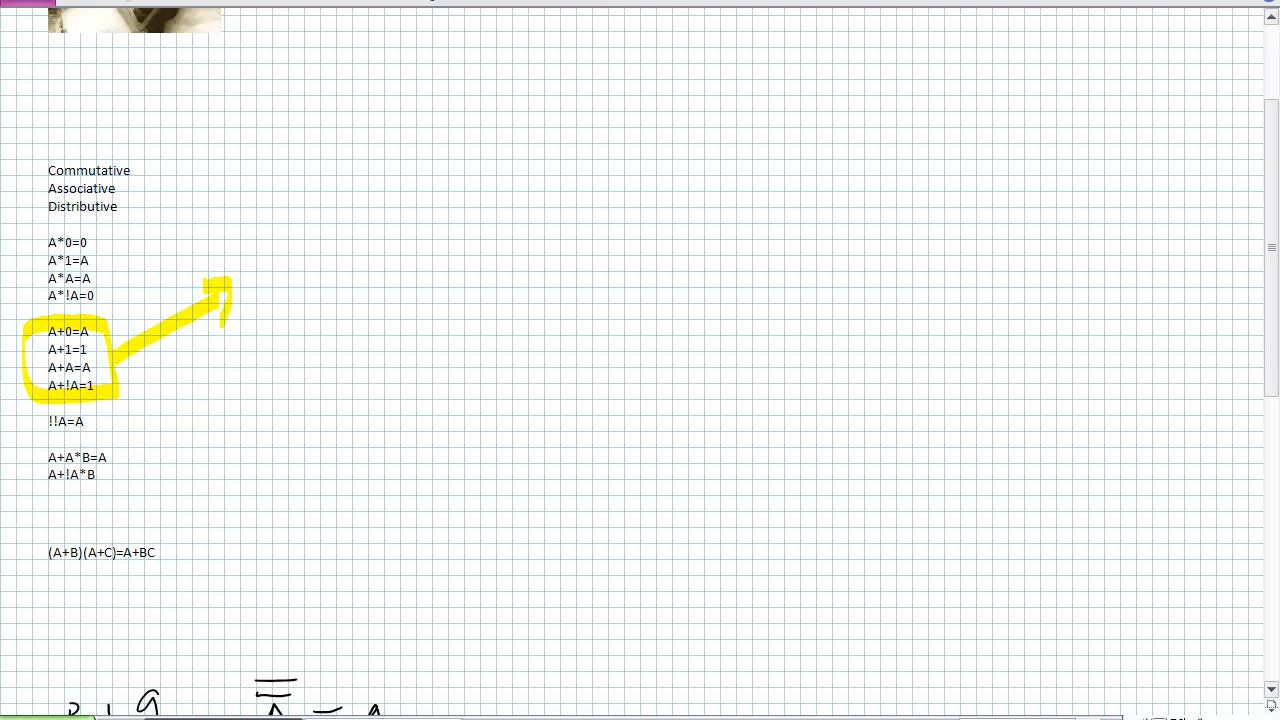 Commutative
Associative
Distributive
A*0=0
A*1=A
A*A=A
A*!A=0
A+0=A
A+1=1
A+A=A
A+!A=1
!!A=A
A+A*B=A
A+!A*B
(A+B)(A+C)=A+BC